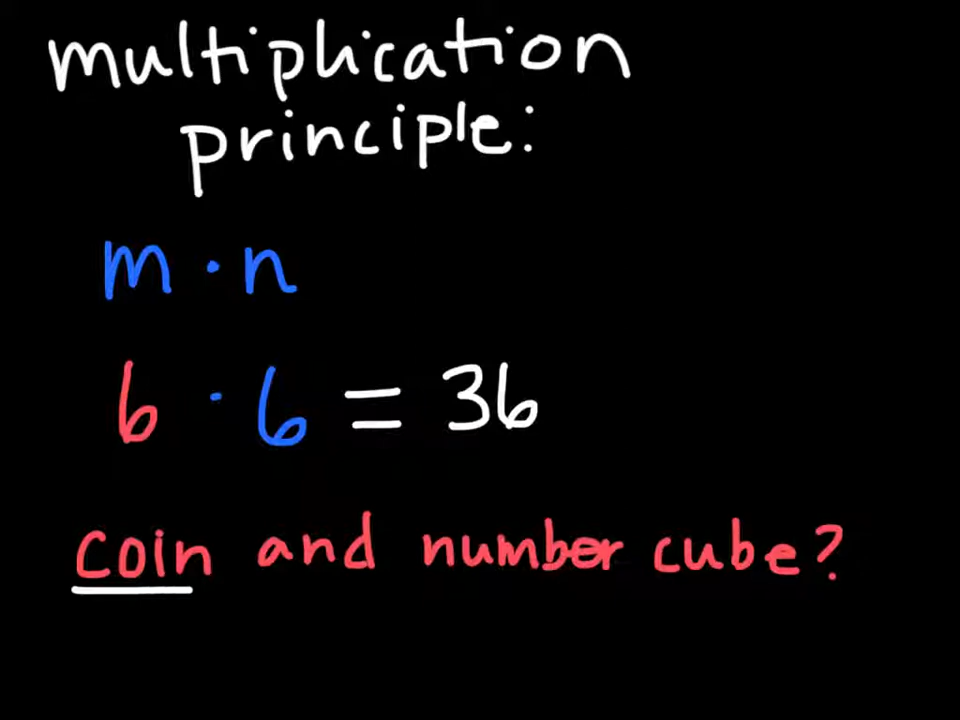 multiplication
principle:
m · n
6 · 6 = 36
coin and number cube?